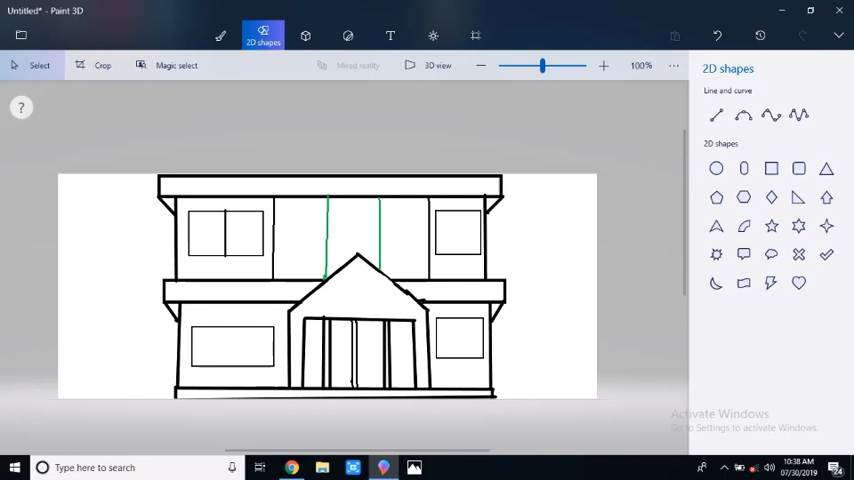 Untitled* - Paint 3D
2D shapes
T
Select
Crop
Magic select
Mixed reality
3D view
100%
2D shapes
Line and curve
2D shapes
?
Activate Windows
Go to Settings to activate Windows.
Type here to search
10:38 AM
07/30/2019
24